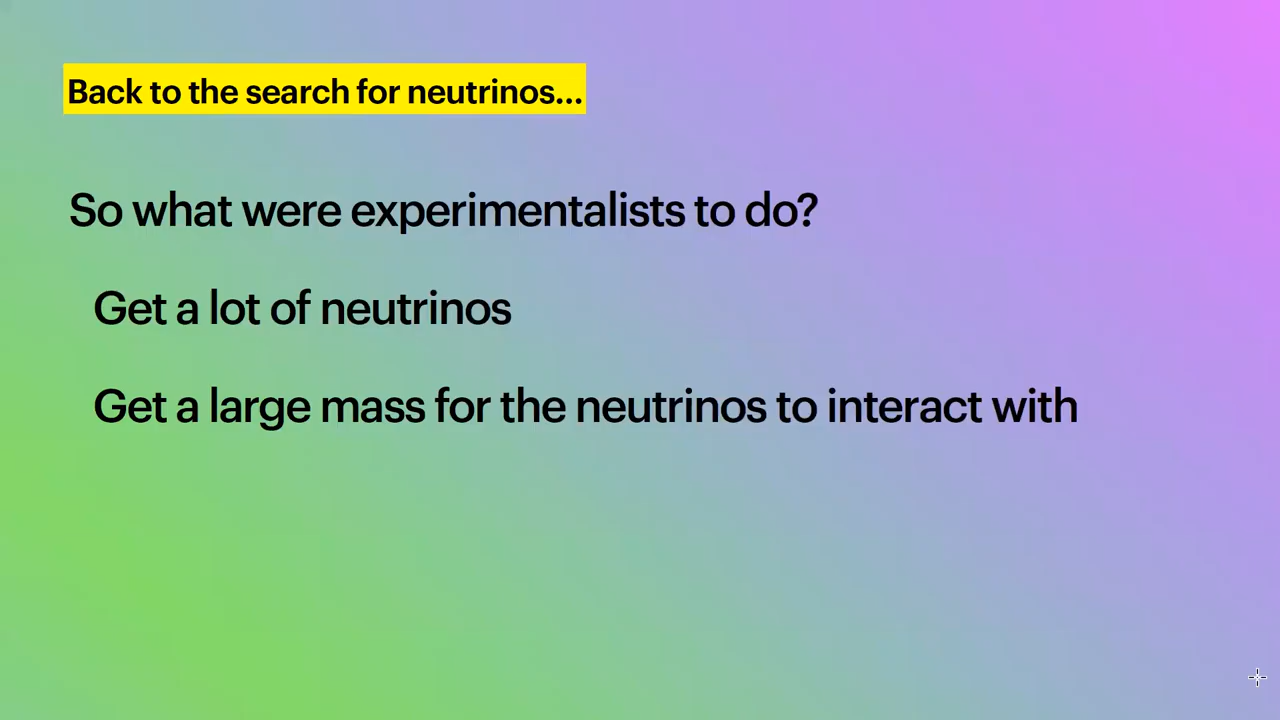 Back to the search for neutrinos...
So what were experimentalists to do?
Get a lot of neutrinos
Get a large mass for the neutrinos to interact with